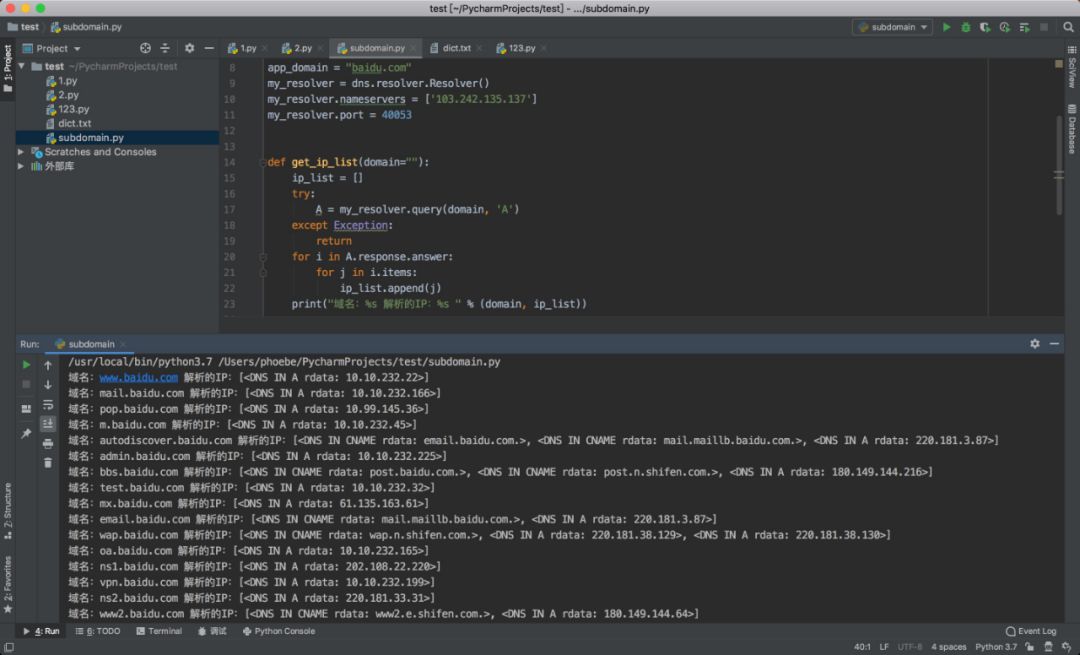 test [~/PycharmProjects/test] - .../subdomain.py
test subdomain.py subdomain
Project 1.py 2.py subdomain.py dict.txt 123.py
test ~/PycharmProjects/test
1.py
2.py
123.py
dict.txt
subdomain.py
Scratches and Consoles
外部库
1: Project
SciView
Database
8 app_domain = "baidu.com"
9 my_resolver = dns.resolver.Resolver()
10 my_resolver.nameservers = ['103.242.135.137']
11 my_resolver.port = 40053
12
13
14 def get_ip_list(domain=""):
15 ip_list = []
16 try:
17 A = my_resolver.query(domain, 'A')
18 except Exception:
19 return
20 for i in A.response.answer:
21 for j in i.items:
22 ip_list.append(j)
23 print("域名: %s 解析的IP: %s " % (domain, ip_list))
Run: subdomain
/usr/local/bin/python3.7 /Users/phoebe/PycharmProjects/test/subdomain.py
域名: www.baidu.com 解析的IP: [<DNS IN A rdata: 10.10.232.22>]
域名: mail.baidu.com 解析的IP: [<DNS IN A rdata: 10.10.232.166>]
域名: pop.baidu.com 解析的IP: [<DNS IN A rdata: 10.99.145.36>]
域名: m.baidu.com 解析的IP: [<DNS IN A rdata: 10.10.232.45>]
域名: autodiscover.baidu.com 解析的IP: [<DNS IN CNAME rdata: email.baidu.com.>, <DNS IN CNAME rdata: mail.maillb.baidu.com.>, <DNS IN A rdata: 220.181.3.87>]
域名: admin.baidu.com 解析的IP: [<DNS IN A rdata: 10.10.232.225>]
域名: bbs.baidu.com 解析的IP: [<DNS IN CNAME rdata: post.baidu.com.>, <DNS IN CNAME rdata: post.n.shifen.com.>, <DNS IN A rdata: 180.149.144.216>]
域名: test.baidu.com 解析的IP: [<DNS IN A rdata: 10.10.232.32>]
域名: mx.baidu.com 解析的IP: [<DNS IN A rdata: 61.135.163.61>]
域名: email.baidu.com 解析的IP: [<DNS IN CNAME rdata: mail.maillb.baidu.com.>, <DNS IN A rdata: 220.181.3.87>]
域名: wap.baidu.com 解析的IP: [<DNS IN CNAME rdata: wap.n.shifen.com.>, <DNS IN A rdata: 220.181.38.129>, <DNS IN A rdata: 220.181.38.130>]
域名: oa.baidu.com 解析的IP: [<DNS IN A rdata: 10.10.232.165>]
域名: ns1.baidu.com 解析的IP: [<DNS IN A rdata: 202.108.22.220>]
域名: vpn.baidu.com 解析的IP: [<DNS IN A rdata: 10.10.232.199>]
域名: ns2.baidu.com 解析的IP: [<DNS IN A rdata: 220.181.33.31>]
域名: www2.baidu.com 解析的IP: [<DNS IN CNAME rdata: www2.e.shifen.com.>, <DNS IN A rdata: 180.149.144.64>]
Z: Structure
2: Favorites
4: Run 6: TODO Terminal 调试 Python Console Event Log
40:1 LF UTF-8 4 spaces Python 3.7